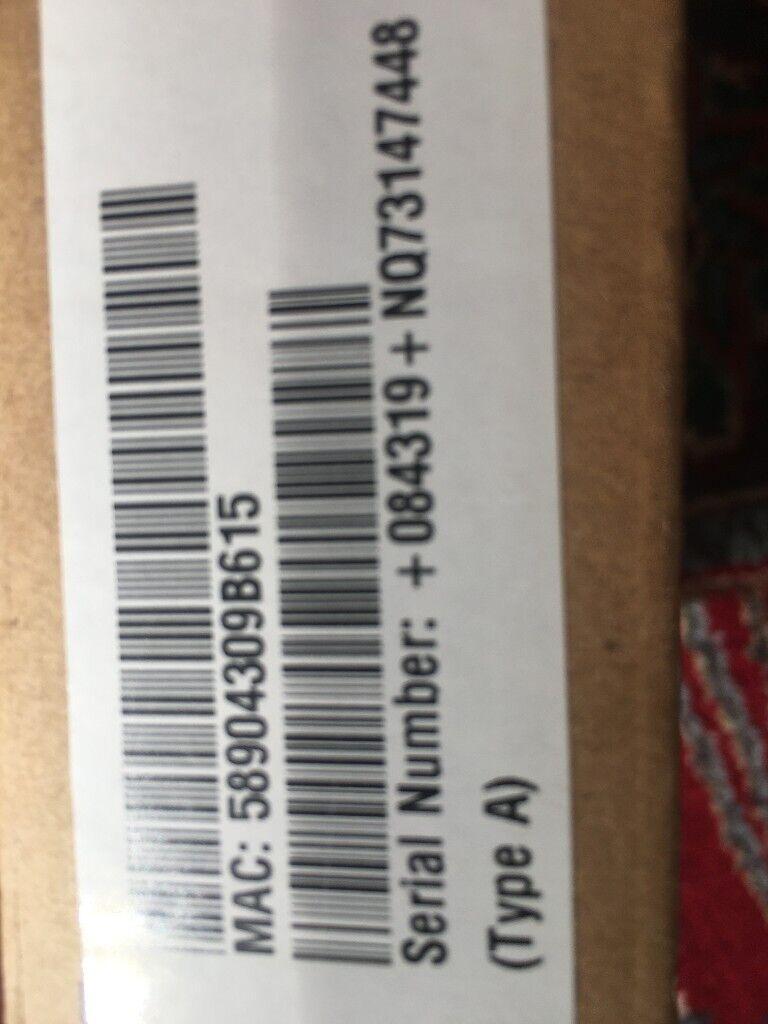 MAC: 58904309B615
Serial Number: +084319+NQ73147448
(Type A)